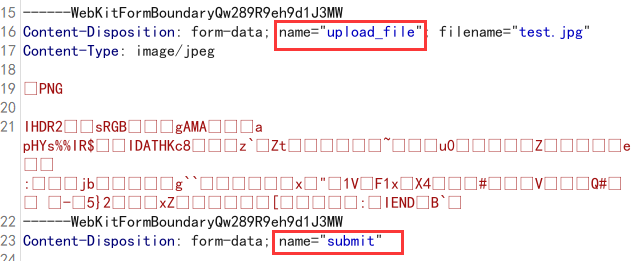 15 ------WebKitFormBoundaryQw289R9eh9d1J3MW
16 Content-Disposition: form-data; name="upload_file"; filename="test.jpg"
17 Content-Type: image/jpeg
18
19 □PNG
20
21 IHDR2□□sRGB□□□gAMA□□□a
pHYs%%IR$□□IDATHKc8□□□z`□Zt□□□□□□~□□□uO□□□□□Z□□□□□e
□□
:□□□jb□□□□□g``□□□□□x□"□1V□F1x□X4□□□#□□□V□□□Q#□
□ □-□5}2□□□xZ□□□□□□[□□□□□:□IEND□B`□
22 ------WebKitFormBoundaryQw289R9eh9d1J3MW
23 Content-Disposition: form-data; name="submit"
24